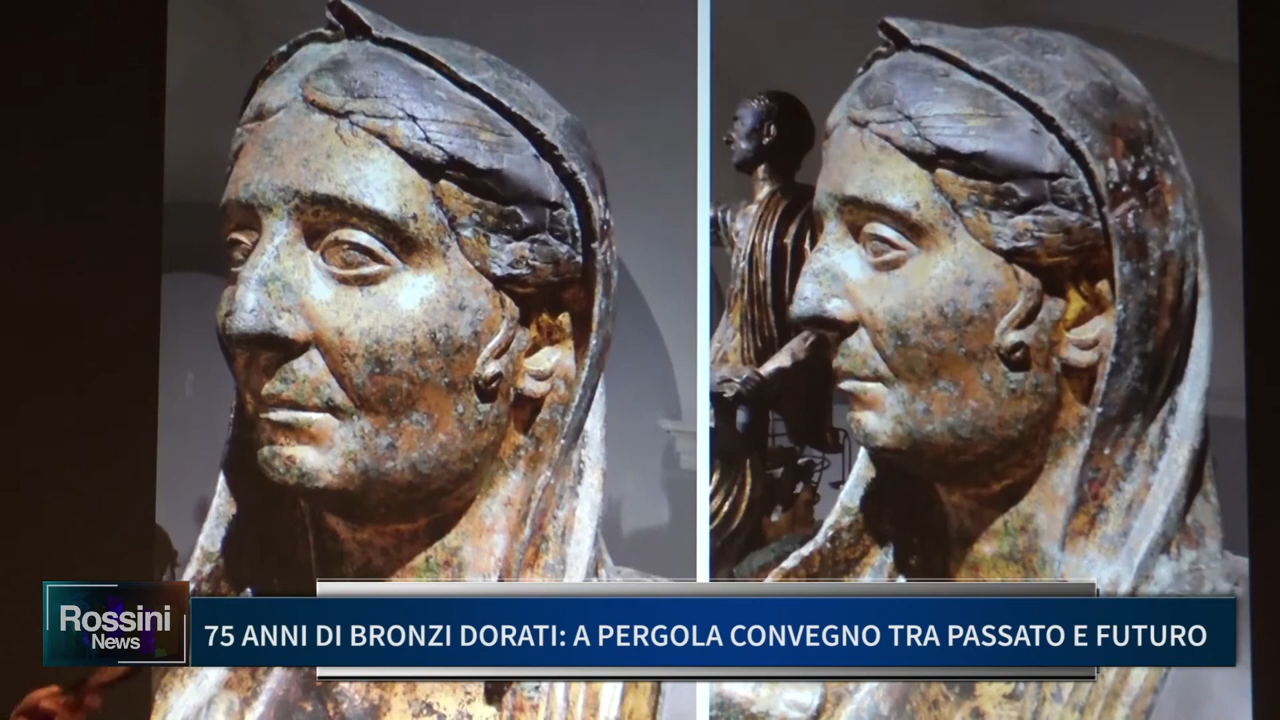 Rossini
News
75 ANNI DI BRONZI DORATI: A PERGOLA CONVEGNO TRA PASSATO E FUTURO